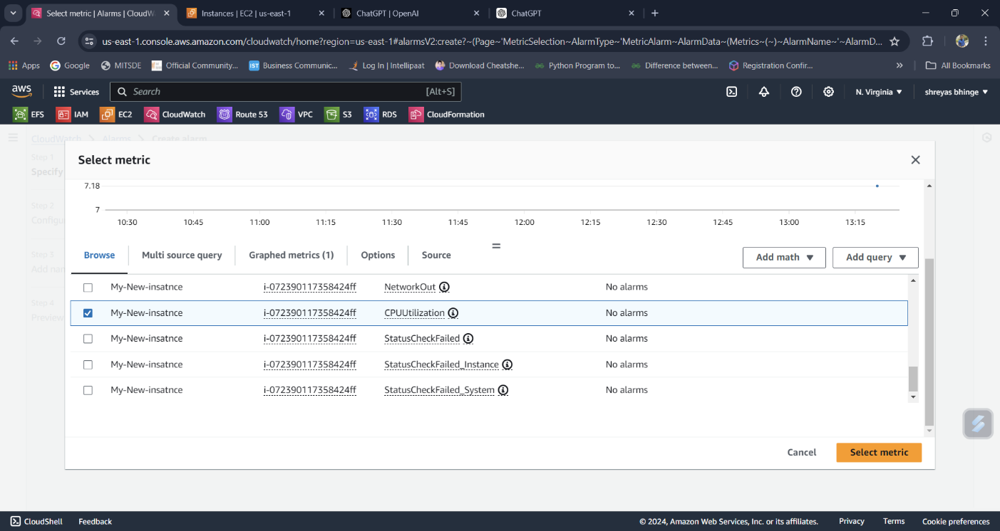 Select metric | Alarms | CloudW
Instances | EC2 | us-east-1
ChatGPT | OpenAI
ChatGPT
us-east-1.console.aws.amazon.com/cloudwatch/home?region=us-east-1#alarmsV2:create?~(Page~'MetricSelection~AlarmType~'MetricAlarm~AlarmData~(Metrics~(~)~AlarmName~'~AlarmD...
Apps Google MITSDE Official Community... IST Business Communic... Log In | Intellipaat Download Cheatshe... Python Program to... Difference between... Registration Confir... » All Bookmarks
aws Services Search [Alt+S] N. Virginia shreyas bhinge
EFS IAM EC2 CloudWatch Route 53 VPC S3 RDS CloudFormation
CloudWatch > Alarms > Create alarm
Step 1
Specify
Step 2
Configu
Step 3
Add nam
Step 4
Preview
Select metric
7.18
7
10:30 10:45 11:00 11:15 11:30 11:45 12:00 12:15 12:30 12:45 13:00 13:15
Browse Multi source query Graphed metrics (1) Options Source Add math Add query
My-New-insatnce i-072390117358424ff NetworkOut No alarms
My-New-insatnce i-072390117358424ff CPUUtilization No alarms
My-New-insatnce i-072390117358424ff StatusCheckFailed No alarms
My-New-insatnce i-072390117358424ff StatusCheckFailed_Instance No alarms
My-New-insatnce i-072390117358424ff StatusCheckFailed_System No alarms
Cancel Select metric
CloudShell Feedback © 2024, Amazon Web Services, Inc. or its affiliates. Privacy Terms Cookie preferences